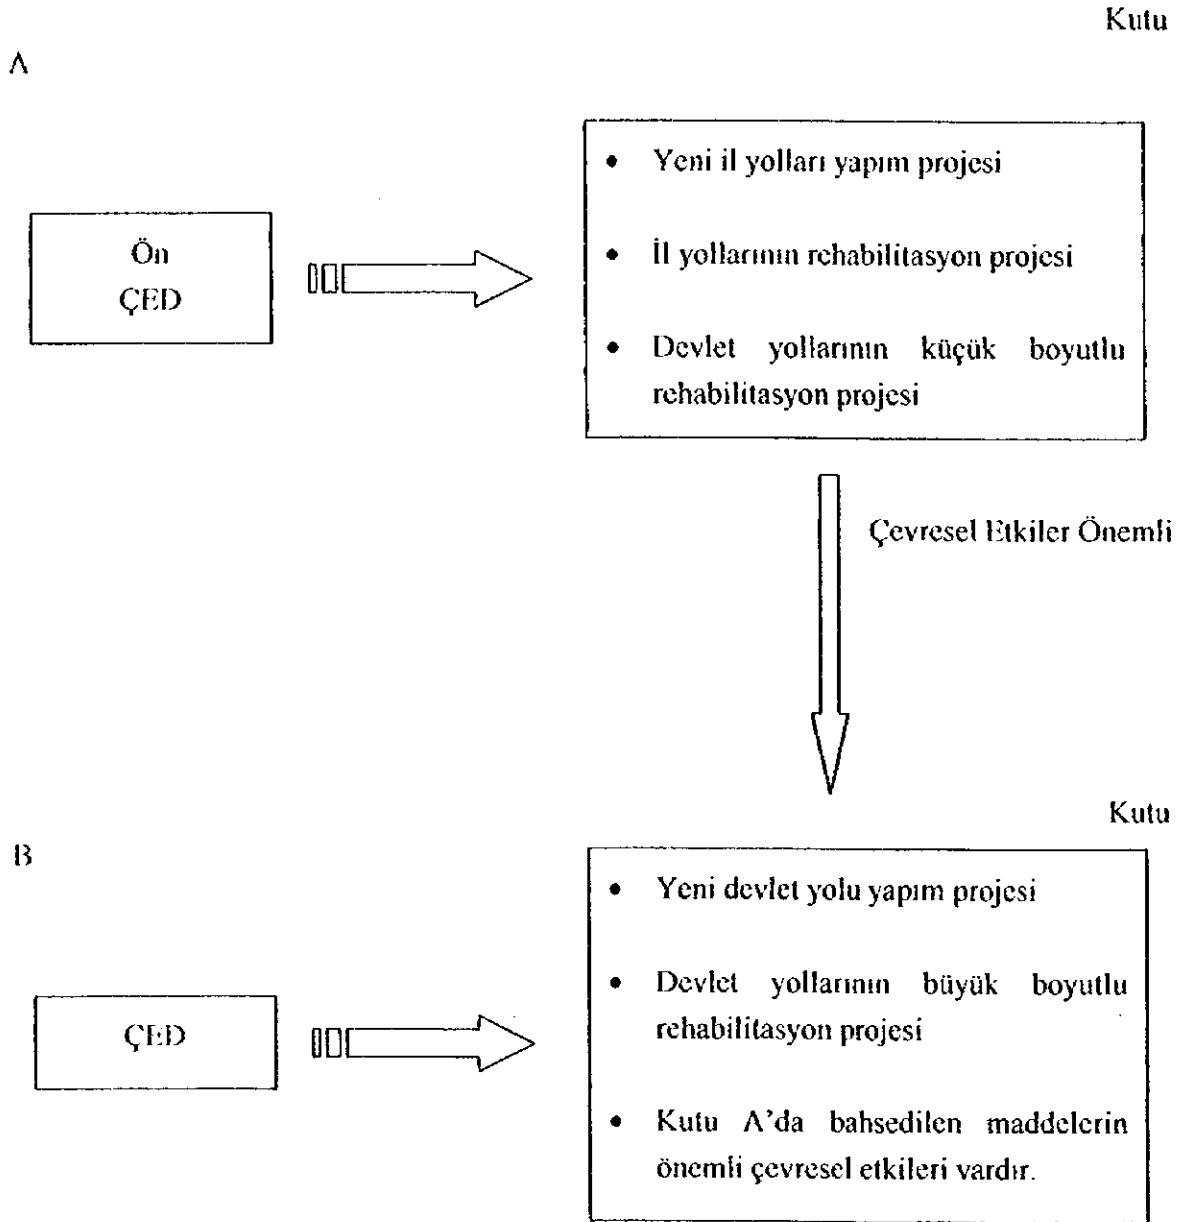 Kutu
A
Ön
ÇED
• Yeni il yolları yapım projesi
• İl yollarının rehabilitasyon projesi
• Devlet yollarının küçük boyutlu
rehabilitasyon projesi
Çevresel Etkiler Önemli
Kutu
B
ÇED
• Yeni devlet yolu yapım projesi
• Devlet yollarının büyük boyutlu
rehabilitasyon projesi
• Kutu A’da bahsedilen maddelerin
önemli çevresel etkileri vardır.